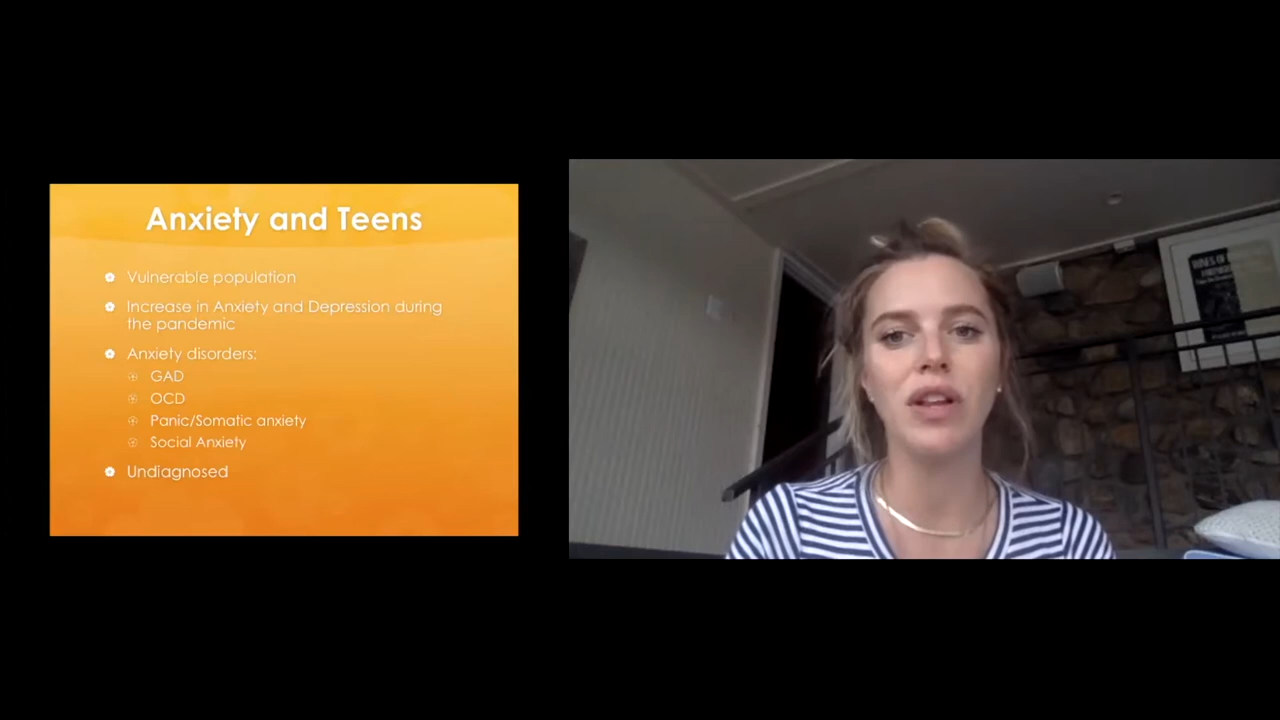 Anxiety and Teens
Vulnerable population
Increase in Anxiety and Depression during
the pandemic
Anxiety disorders:
GAD
OCD
Panic/Somatic anxiety
Social Anxiety
Undiagnosed